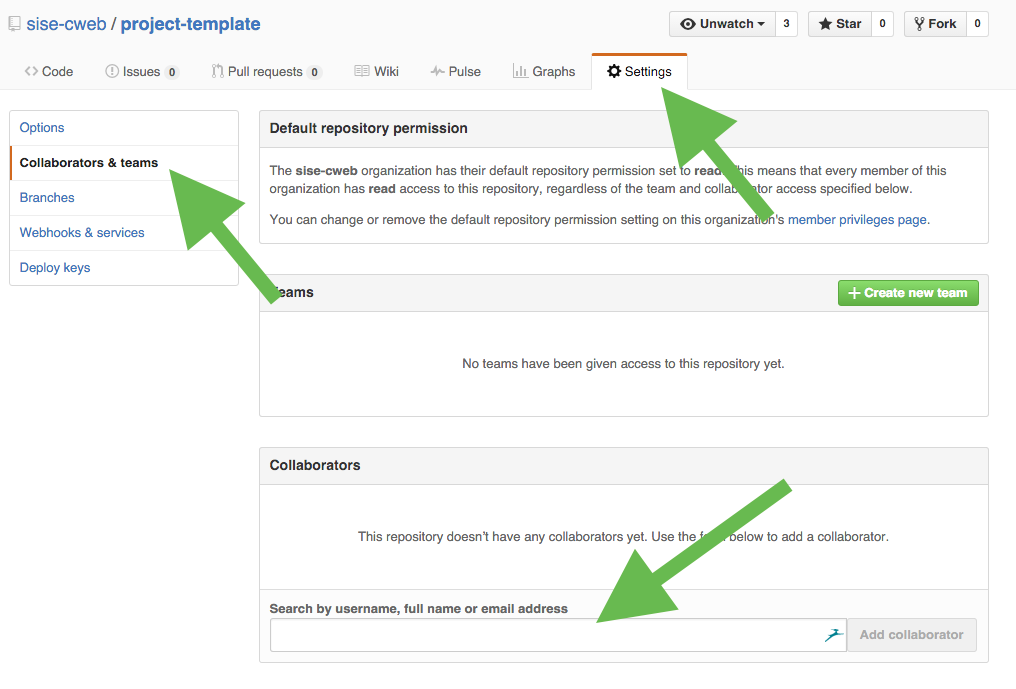 sise-cweb / project-template
Unwatch 3 Star 0 Fork 0
Code Issues 0 Pull requests 0 Wiki Pulse Graphs Settings
Options
Collaborators & teams
Branches
Webhooks & services
Deploy keys
Default repository permission
The sise-cweb organization has their default repository permission set to read. This means that every member of this
organization has read access to this repository, regardless of the team and collaborator access specified below.
You can change or remove the default repository permission setting on this organization's member privileges page.
Teams
Create new team
No teams have been given access to this repository yet.
Collaborators
This repository doesn't have any collaborators yet. Use the form below to add a collaborator.
Search by username, full name or email address
Add collaborator